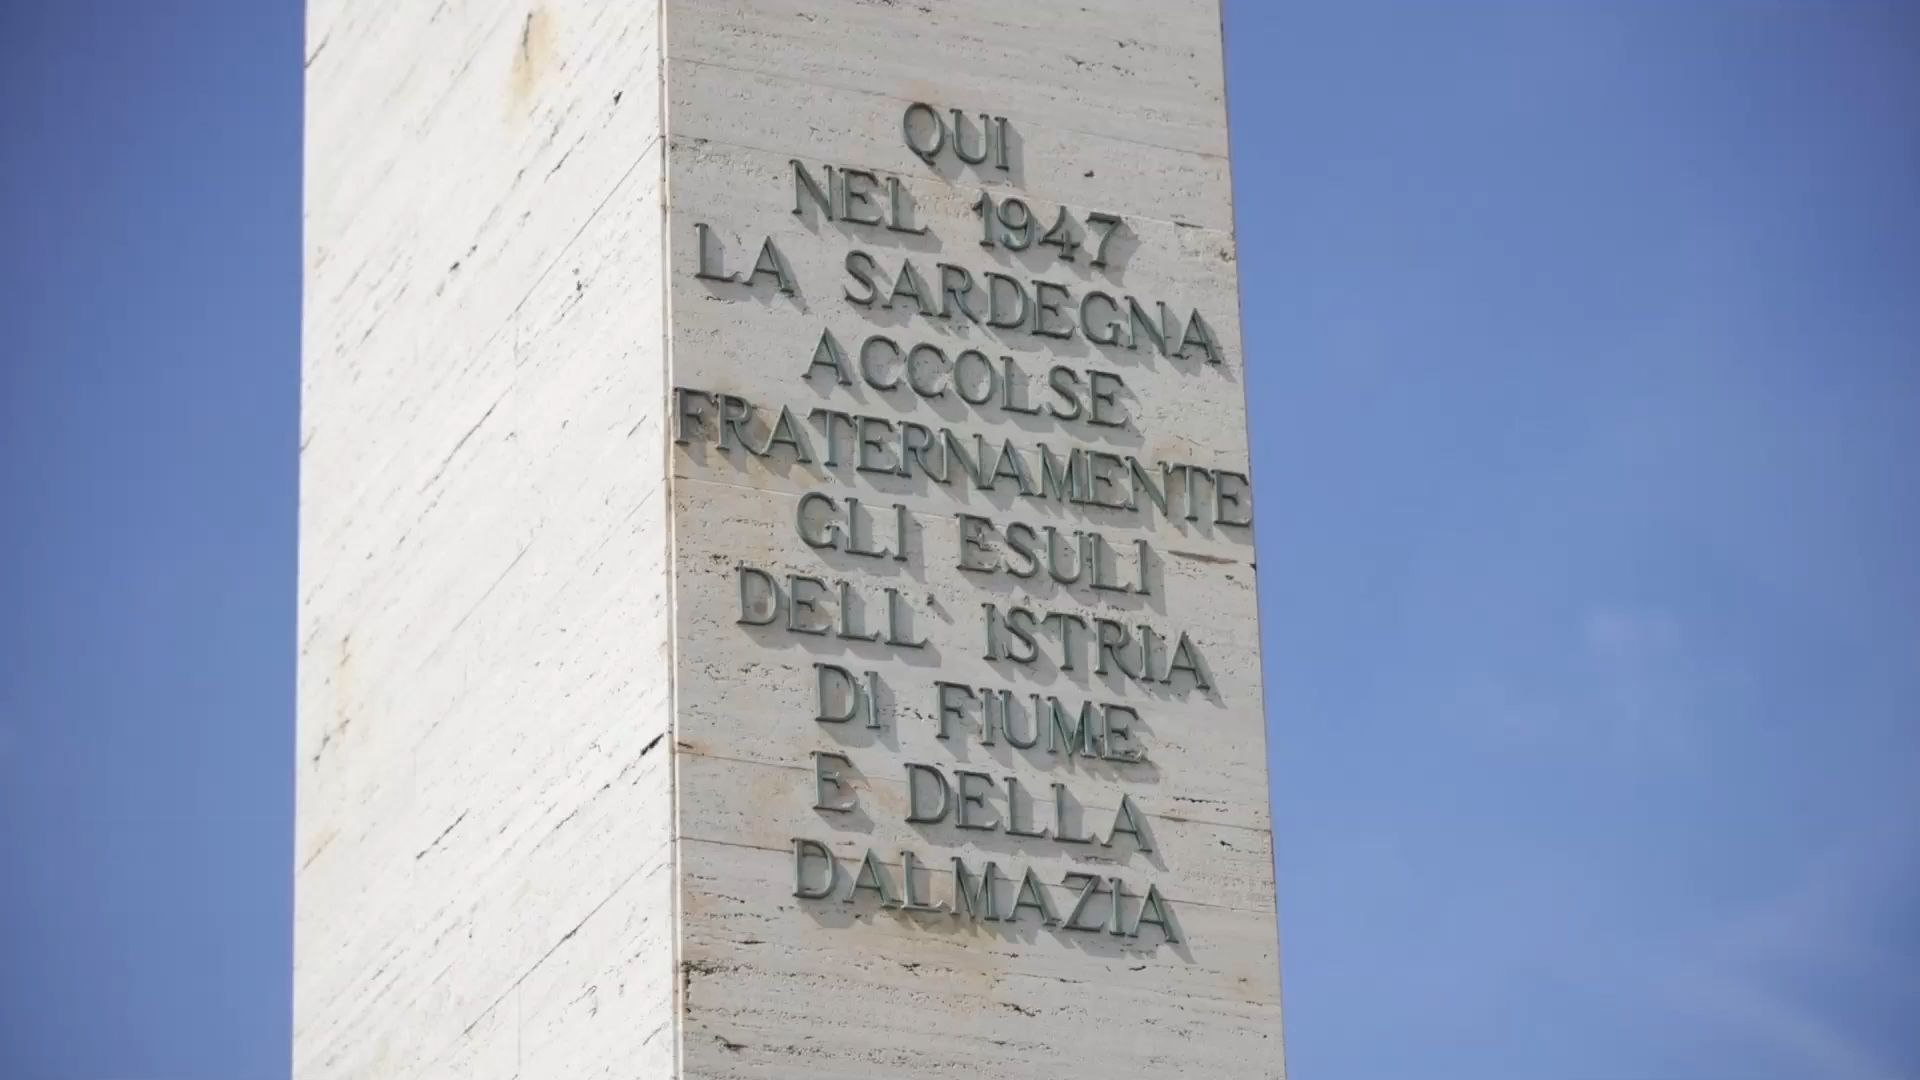 QUI
NEL 1947
LA SARDEGNA
ACCOLSE
FRATERNAMENTE
GLI ESULI
DELL' ISTRIA
DI FIUME
E DELLA
DALMAZIA